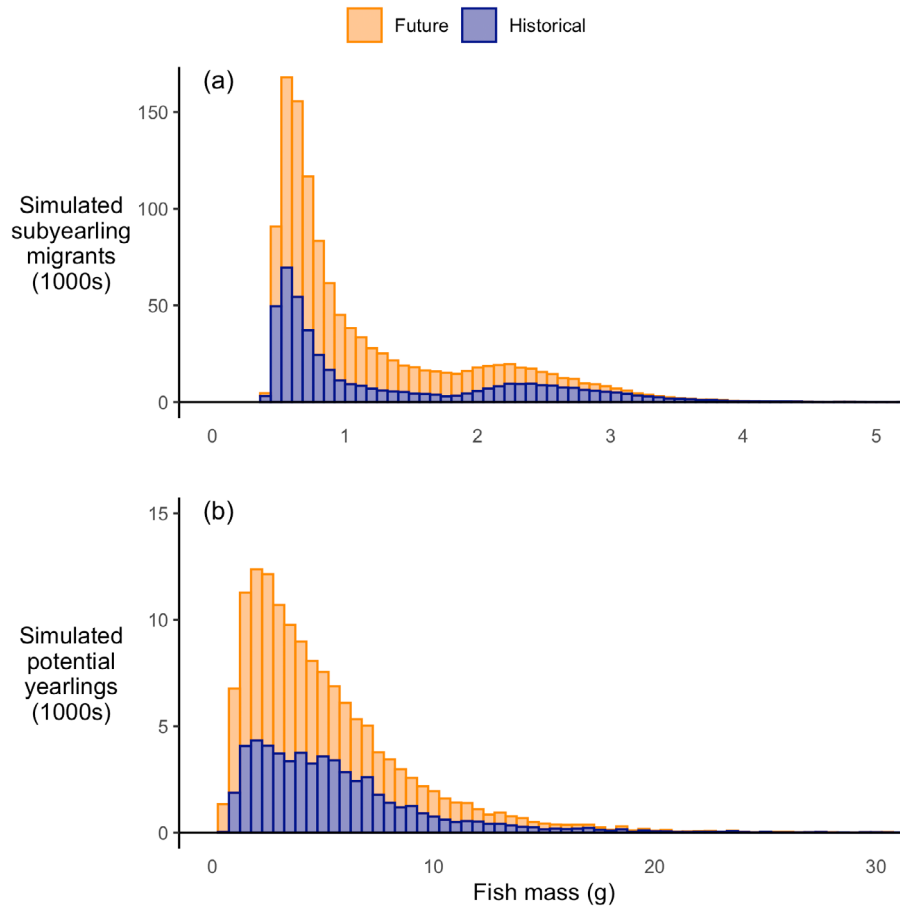 Future Historical
(a)
150
100
50
0
Simulated
subyearling
migrants
(1000s)
0 1 2 3 4 5
(b)
15
10
5
0
Simulated
potential
yearlings
(1000s)
0 10 20 30
Fish mass (g)